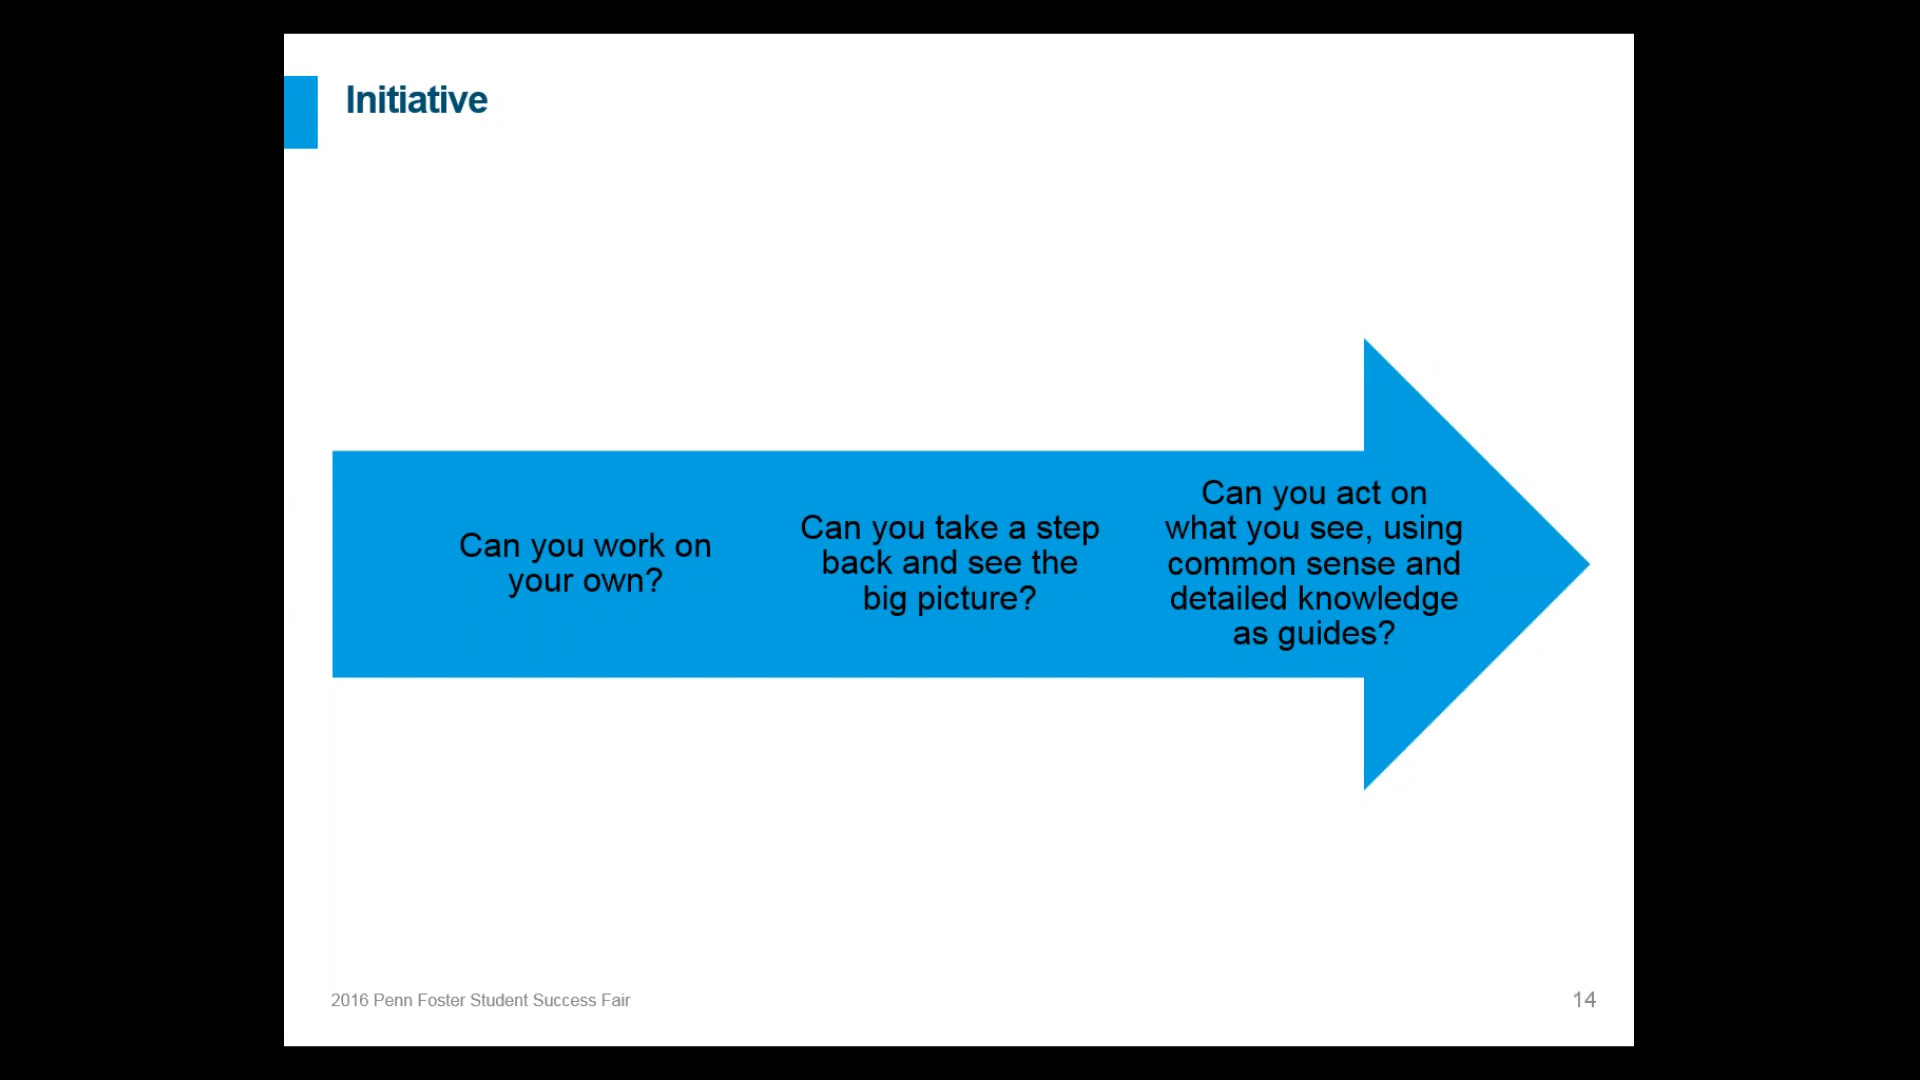 Initiative
Can you work on
your own?
Can you take a step
back and see the
big picture?
Can you act on
what you see, using
common sense and
detailed knowledge
as guides?
2016 Penn Foster Student Success Fair
14